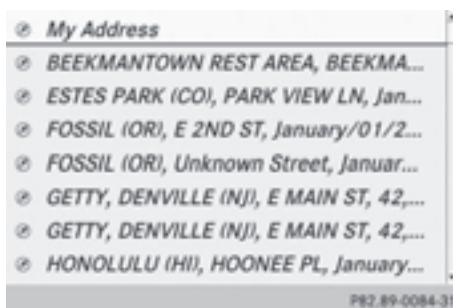 My Address
BEEKMANTOWN REST AREA, BEEKMA...
ESTES PARK (CO), PARK VIEW LN, Jan...
FOSSIL (OR), E 2ND ST, January/01/2...
FOSSIL (OR), Unknown Street, Januar...
GETTY, DENVILLE (NJ), E MAIN ST, 42,...
GETTY, DENVILLE (NJ), E MAIN ST, 42,...
HONOLULU (HI), HOONEE PL, January...
P82.89-0084-31